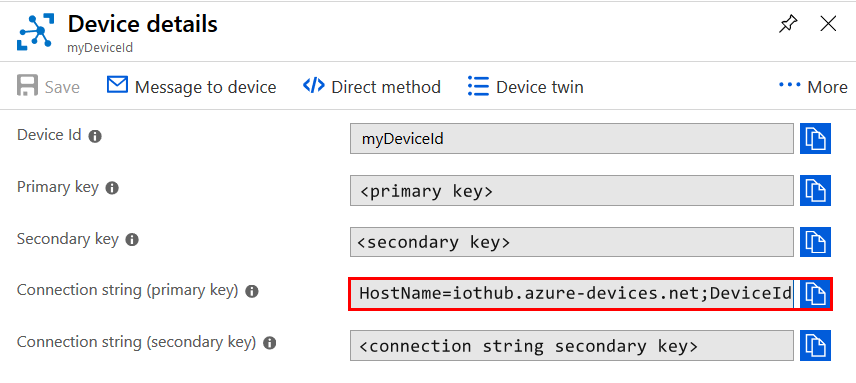 Device details
myDeviceId
Save Message to device </> Direct method Device twin ... More
Device Id myDeviceId
Primary key <primary key>
Secondary key <secondary key>
Connection string (primary key) HostName=iothub.azure-devices.net;DeviceId
Connection string (secondary key) <connection string secondary key>